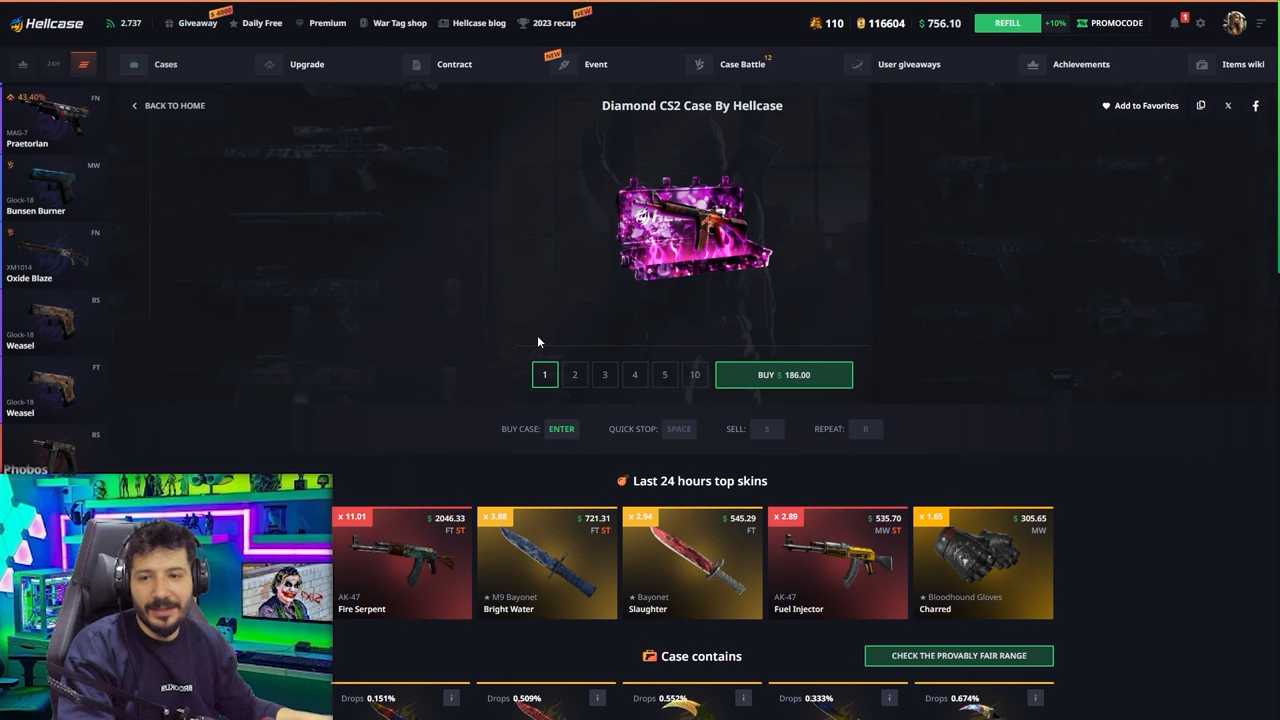 Hellcase 2.737 Giveaway $ 4000 Daily Free Premium War Tag shop Hellcase blog 2023 recap NEW 110 116604 $ 756.10 REFILL +10% PROMOCODE 1
24H Cases Upgrade Contract NEW Event Case Battle 12 User giveaways Achievements Items wiki
43.40% FN
MAG-7
Praetorian
MW
Glock-18
Bunsen Burner
FN
XM1014
Oxide Blaze
BS
Glock-18
Weasel
FT
Glock-18
Weasel
BS
Phobos
BACK TO HOME Diamond CS2 Case By Hellcase Add to Favorites
1 2 3 4 5 10 BUY $ 186.00
BUY CASE: ENTER QUICK STOP: SPACE SELL: S REPEAT: R
Last 24 hours top skins
x 11.01 $ 2046.33
FT ST
AK-47
Fire Serpent
x 3.88 $ 721.31
FT ST
★ M9 Bayonet
Bright Water
x 2.94 $ 545.29
FT
★ Bayonet
Slaughter
x 2.89 $ 535.70
MW ST
AK-47
Fuel Injector
x 1.65 $ 305.65
MW
★ Bloodhound Gloves
Charred
Case contains CHECK THE PROVABLY FAIR RANGE
Drops 0.151% i Drops 0.509% i Drops 0.552% i Drops 0.333% i Drops 0.674% i